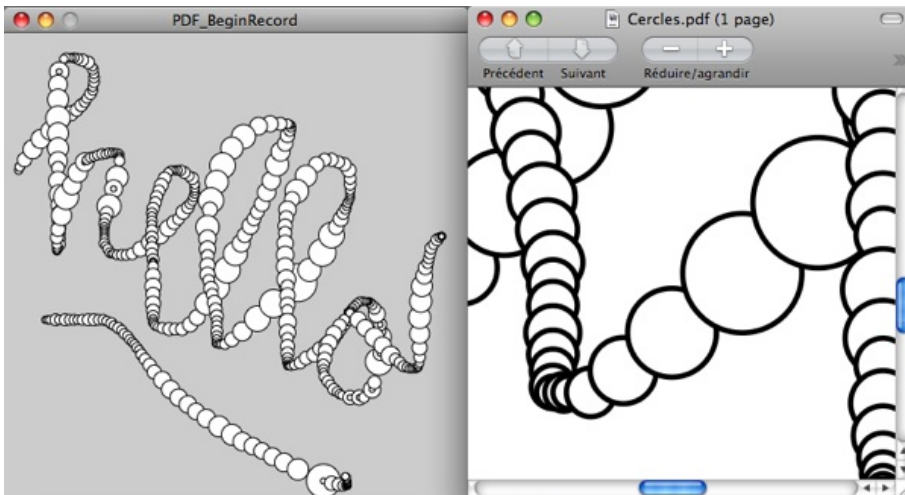 PDF_BeginRecord
Cercles.pdf (1 page)
Précédent Suivant Réduire/agrandir
hello